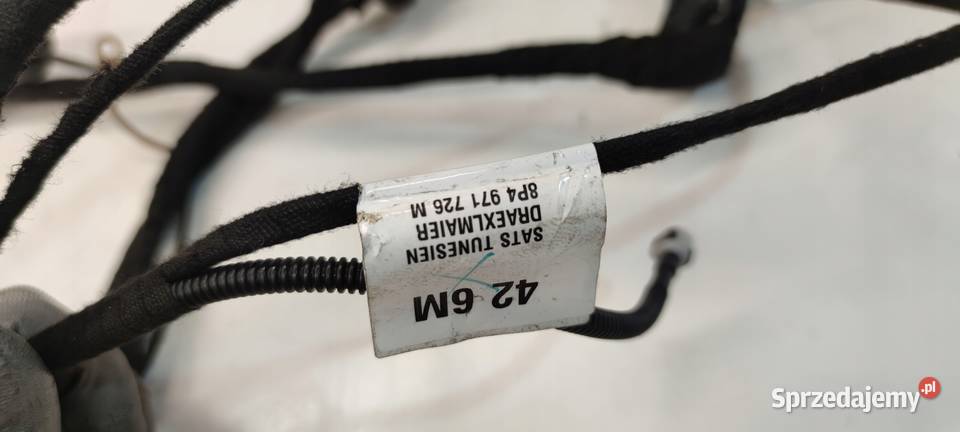 42 6M
SATS TUNESIEN
DRAEXLMAIER
8P4 971 726 M
Sprzedajemy.pl